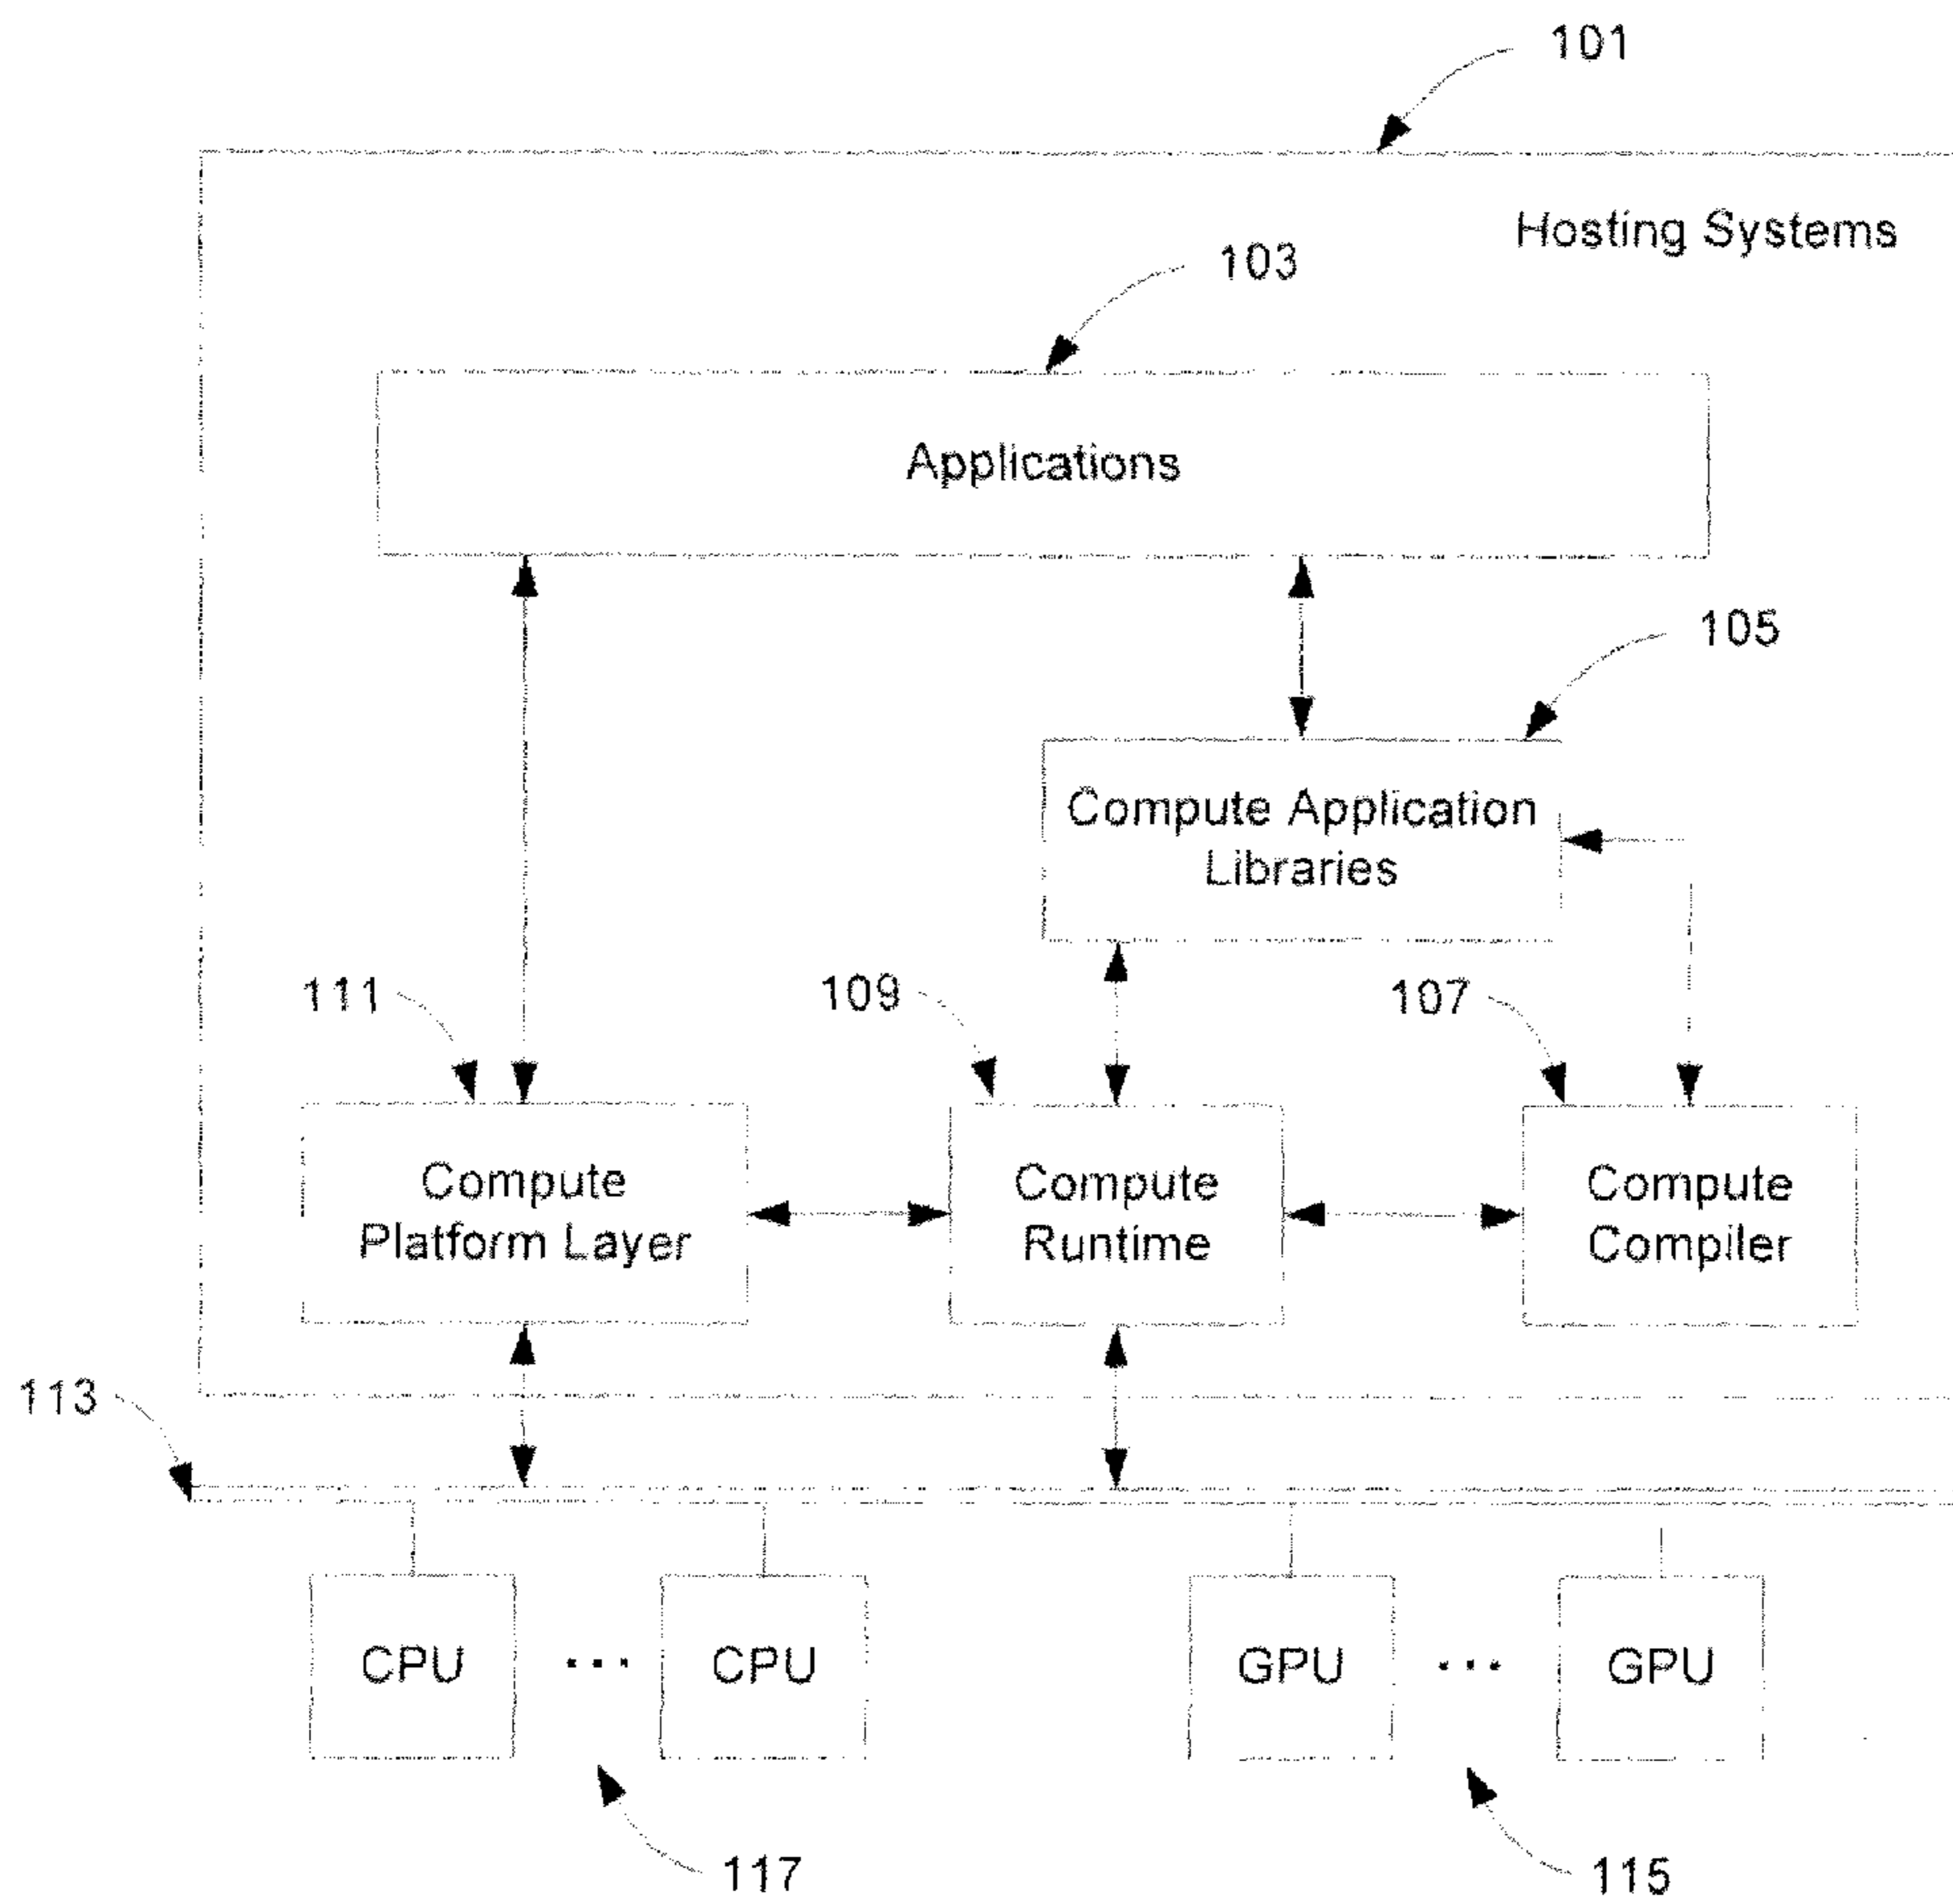 101
Hosting Systems
103
Applications
105
Compute Application
Libraries
111
109
107
Compute
Platform Layer
Compute
Runtime
Compute
Compiler
113
CPU
...
CPU
GPU
...
GPU
117
115